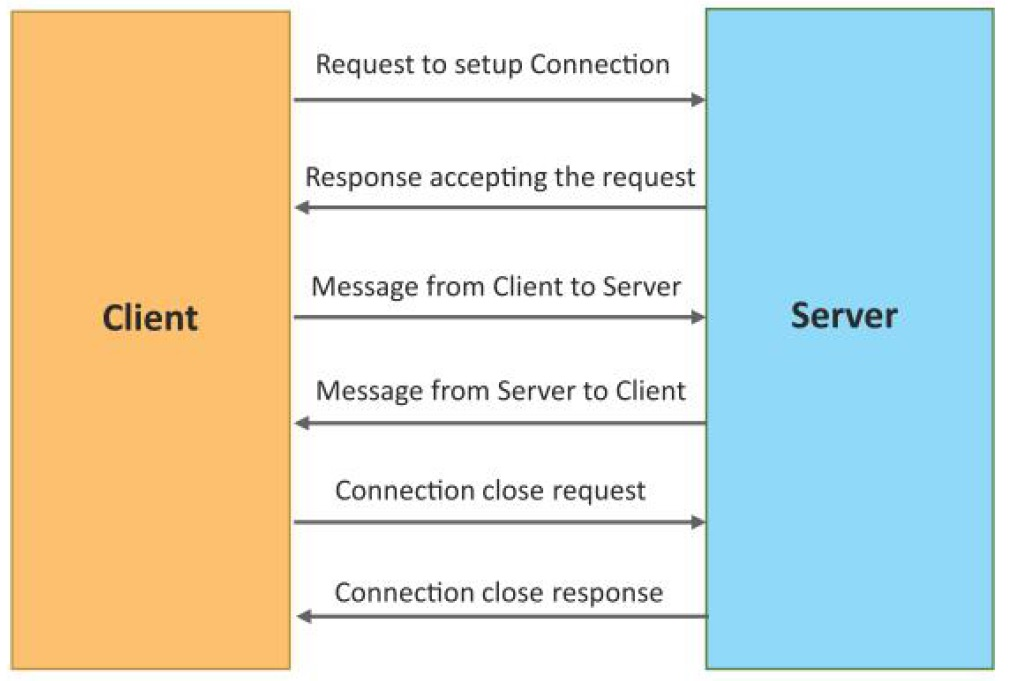 Request to setup Connection
Response accepting the request
Message from Client to Server
Client
Server
Message from Server to Client
Connection close request
Connection close response